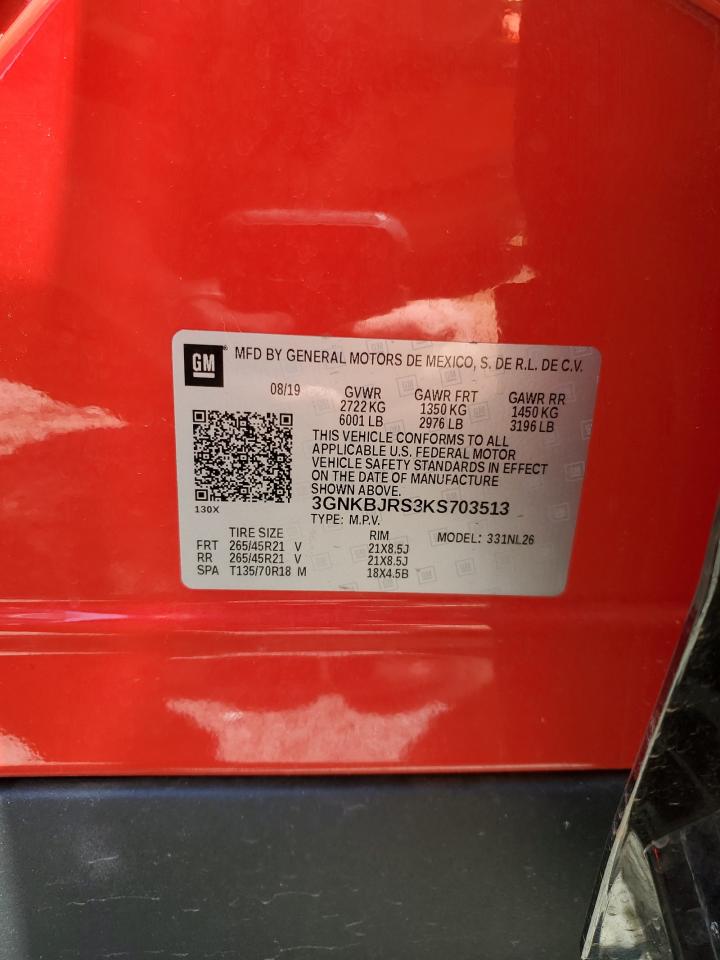 GM
MFD BY GENERAL MOTORS DE MEXICO, S. DE R.L. DE C.V.
08/19 GVWR GAWR FRT GAWR RR
2722 KG 1350 KG 1450 KG
6001 LB 2976 LB 3196 LB
THIS VEHICLE CONFORMS TO ALL
APPLICABLE U.S. FEDERAL MOTOR
VEHICLE SAFETY STANDARDS IN EFFECT
ON THE DATE OF MANUFACTURE
SHOWN ABOVE.
130X
3GNKBJRS3KS703513
TYPE: M.P.V.
TIRE SIZE RIM MODEL: 331NL26
FRT 265/45R21 V 21X8.5J
RR 265/45R21 V 21X8.5J
SPA T135/70R18 M 18X4.5B